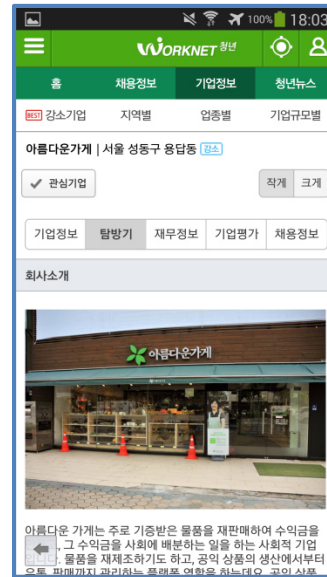 100% 18:03
WORKNET 청년
홈 채용정보 기업정보 청년뉴스
BEST 강소기업 지역별 업종별 기업규모별
아름다운가게 | 서울 성동구 용답동 강소
관심기업 작게 크게
기업정보 탐방기 재무정보 기업평가 채용정보
회사소개
아름다운가게
아름다운 가게는 주로 기증받은 물품을 재판매하여 수익금을
, 그 수익금을 사회에 배분하는 일을 하는 사회적 기업
. 물품을 재제조하기도 하고, 공익 상품의 생산에서부터
유통, 판매까지 관리하는 플랫폼 역할을 하는데요. 공익 상품